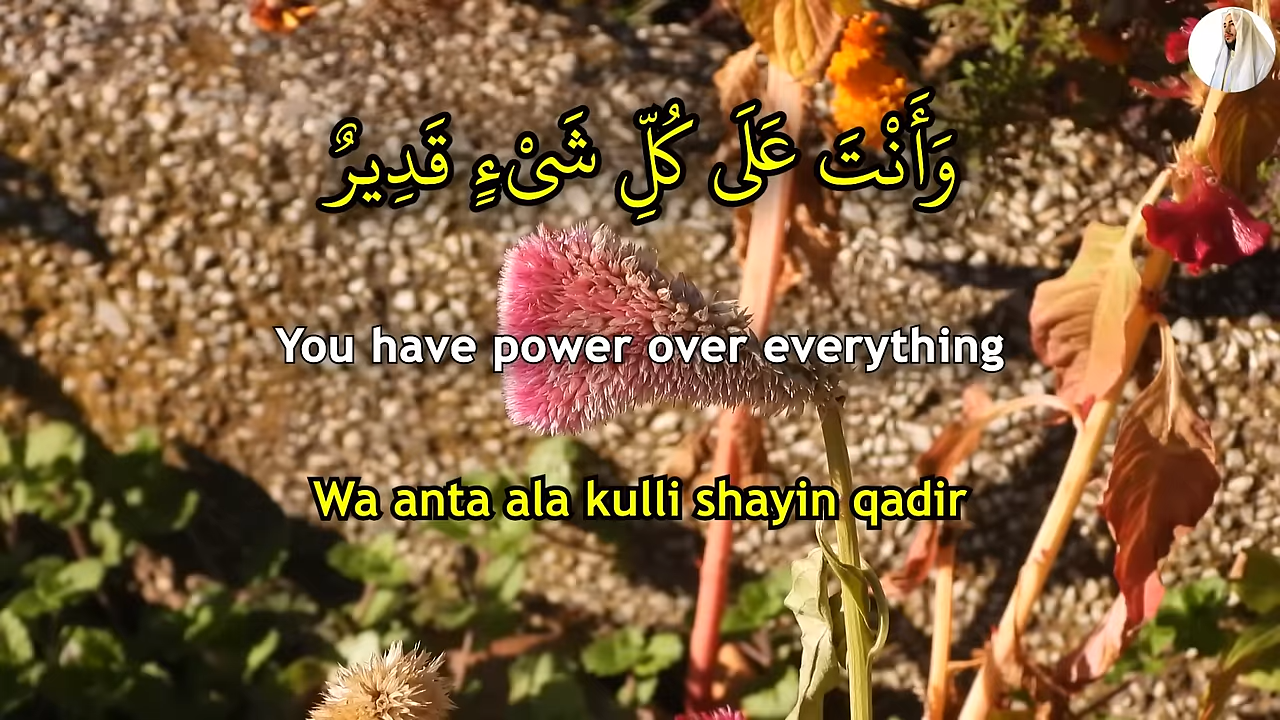 وَأَنْتَ عَلَى كُلِّ شَىْءٍ قَدِيرٌ
You have power over everything
Wa anta ala kulli shayin qadir